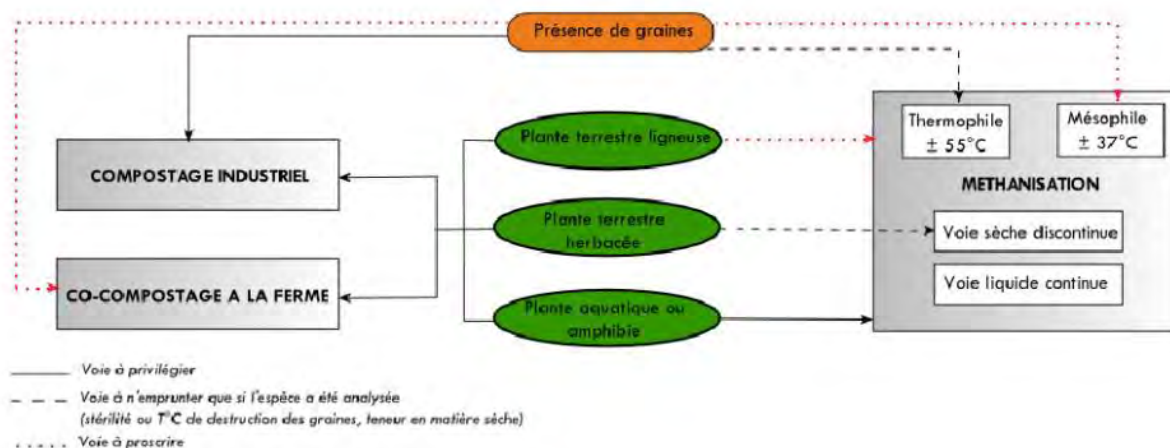 Présence de graines
Thermophile
± 55°C
Mésophile
± 37°C
Plante terrestre ligneuse
COMPOSTAGE INDUSTRIEL
METHANISATION
Plante terrestre
herbacée
Voie sèche discontinue
CO-COMPOSTAGE A LA FERME
Voie liquide continue
Plante aquatique ou
amphibie
Voie à privilégier
Voie à n'emprunter que si l'espèce a été analysée
(stérilité ou T°C de destruction des graines, teneur en matière sèche)
Voie à proscrire